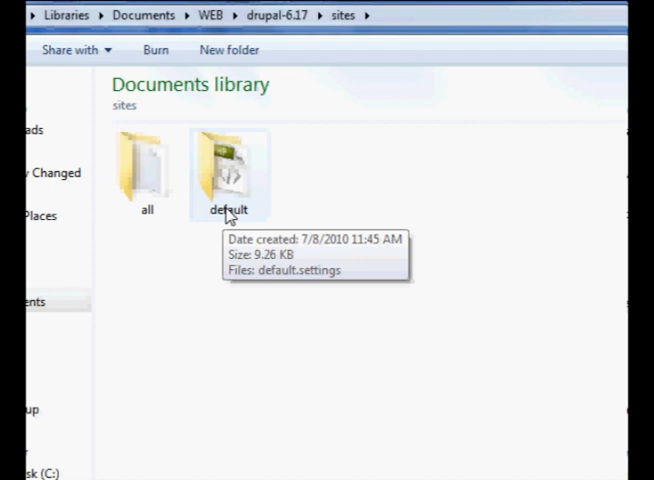 Libraries ▸ Documents ▸ WEB ▸ drupal-6.17 ▸ sites ▸
Share with ▾ Burn New folder
Documents library
sites
ads
Changed
Places
all
default
Date created: 7/8/2010 11:45 AM
Size: 9.26 KB
Files: default.settings
ents
up
sk (C:)